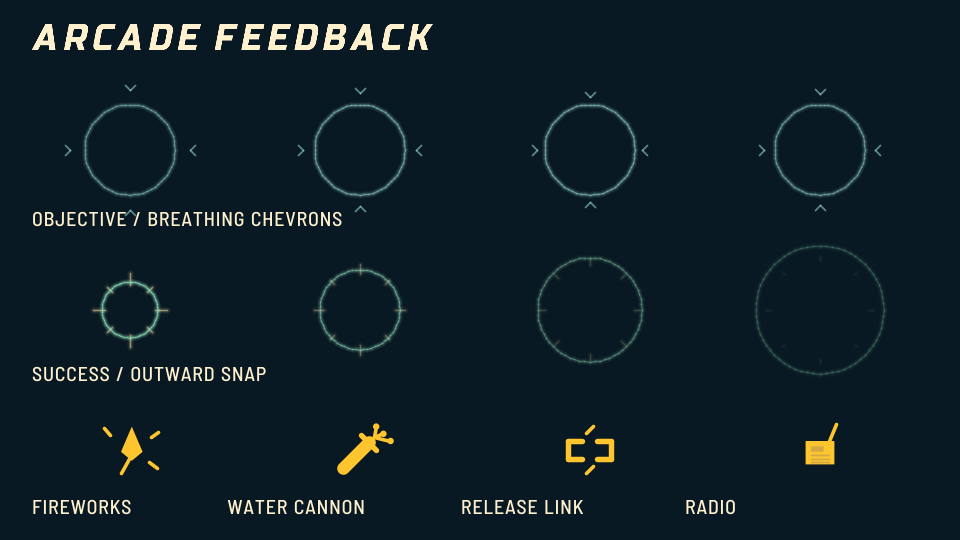 ARCADE FEEDBACK
OBJECTIVE / BREATHING CHEVRONS
SUCCESS / OUTWARD SNAP
FIREWORKS
WATER CANNON
RELEASE LINK
RADIO